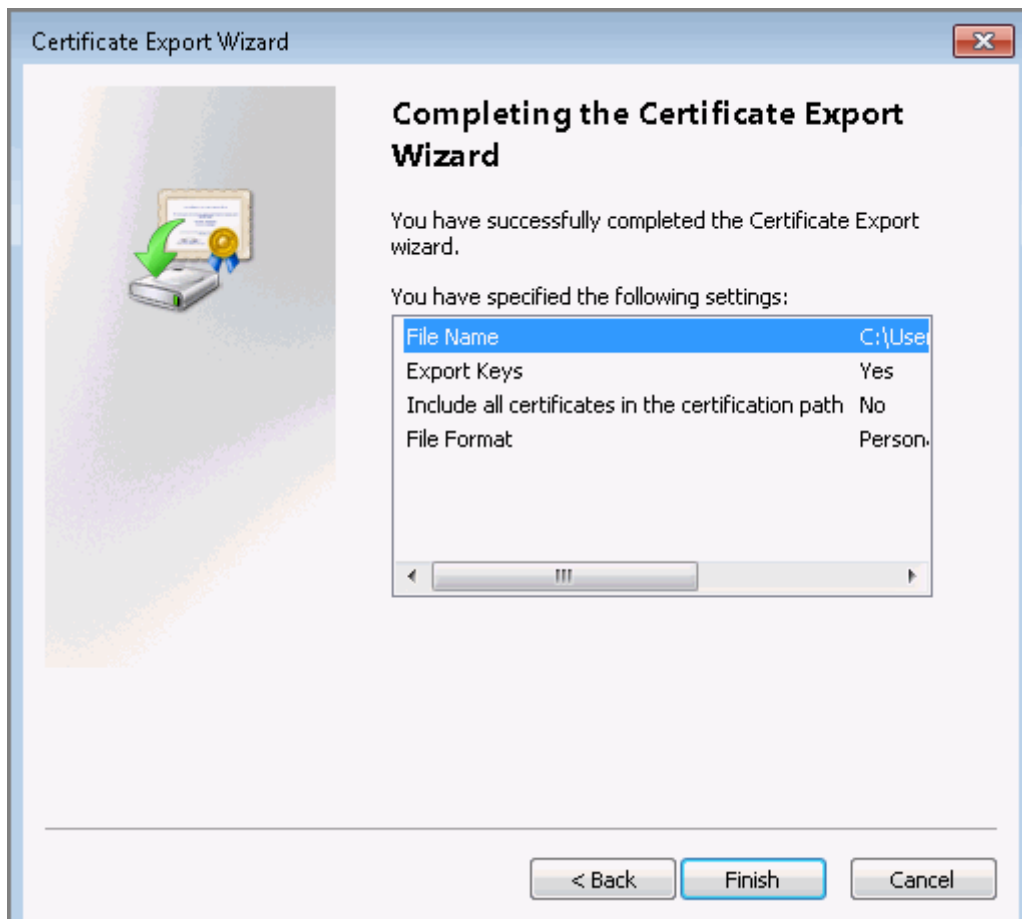 Certificate Export Wizard
Completing the Certificate Export
Wizard
You have successfully completed the Certificate Export
wizard.
You have specified the following settings:
File Name C:\User
Export Keys Yes
Include all certificates in the certification path No
File Format Person
< Back Finish Cancel